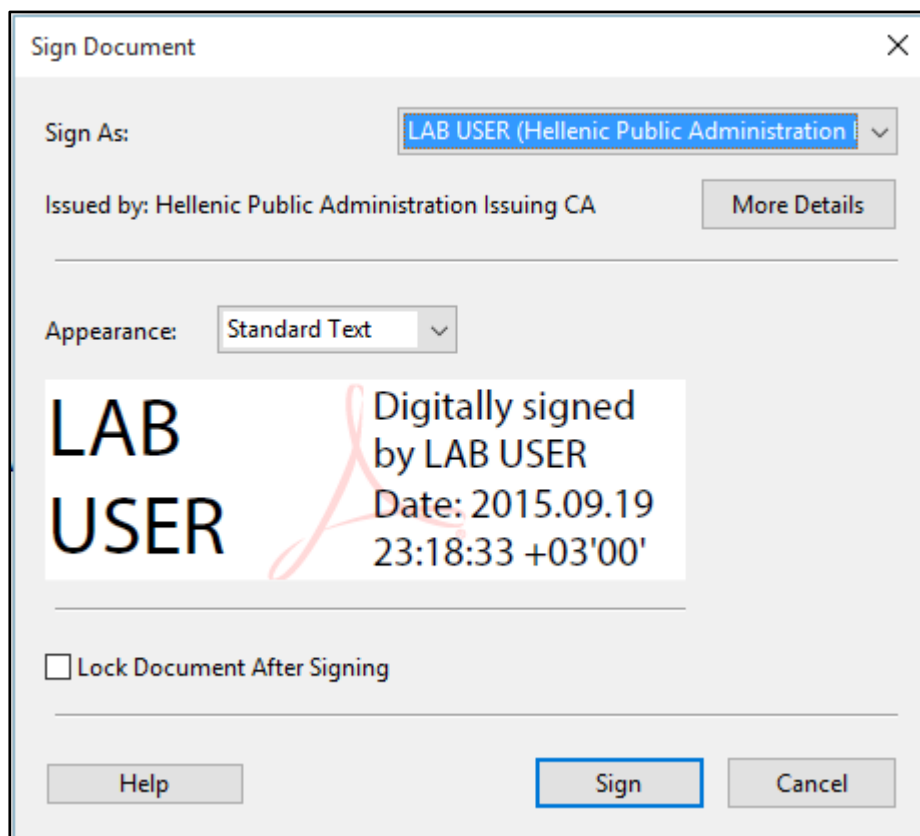 Sign Document
Sign As:
LAB USER (Hellenic Public Administration
Issued by: Hellenic Public Administration Issuing CA
More Details
Appearance:
Standard Text
LAB
USER
Digitally signed
by LAB USER
Date: 2015.09.19
23:18:33 +03'00'
Lock Document After Signing
Help
Sign
Cancel